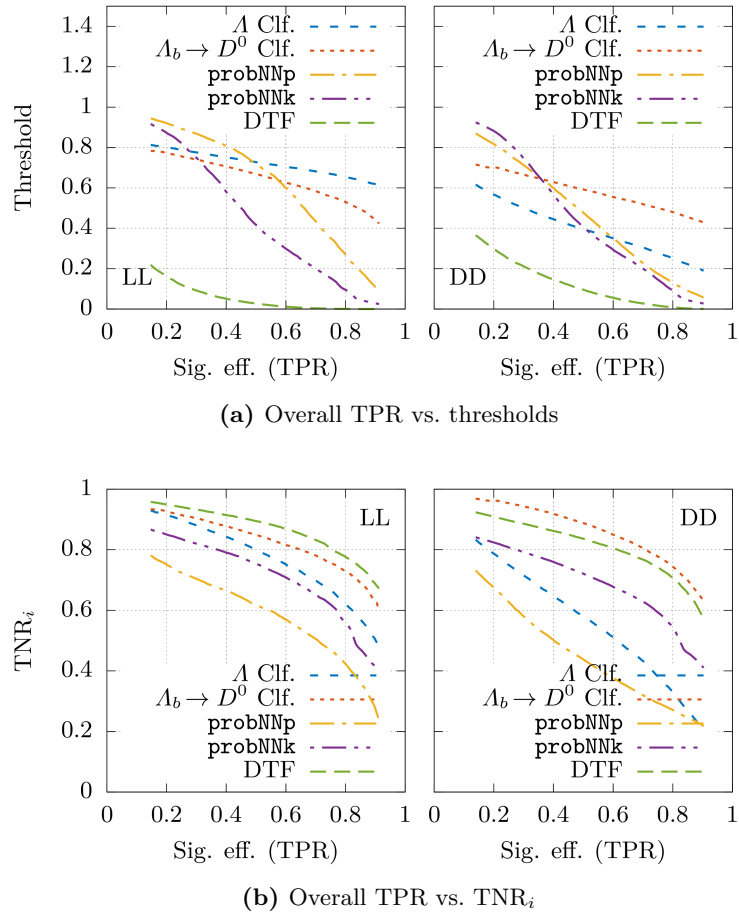 1.4
1.2
1
0.8
0.6
0.4
0.2
0
Threshold
Λ Clf.
Λb → D0 Clf.
probNNp
probNNk
DTF
LL
0 0.2 0.4 0.6 0.8 1
Sig. eff. (TPR)
Λ Clf.
Λb → D0 Clf.
probNNp
probNNk
DTF
DD
0 0.2 0.4 0.6 0.8 1
Sig. eff. (TPR)
(a) Overall TPR vs. thresholds
1
0.8
0.6
0.4
0.2
0
TNRi
LL
Λ Clf.
Λb → D0 Clf.
probNNp
probNNk
DTF
0 0.2 0.4 0.6 0.8 1
Sig. eff. (TPR)
DD
Λ Clf.
Λb → D0 Clf.
probNNp
probNNk
DTF
0 0.2 0.4 0.6 0.8 1
Sig. eff. (TPR)
(b) Overall TPR vs. TNRi